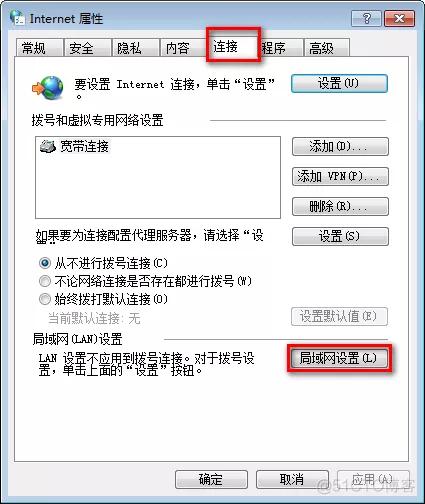 Internet 属性
常规 安全 隐私 内容 连接 程序 高级
要设置 Internet 连接，单击“设置” 设置(U)
。
拨号和虚拟专用网络设置
宽带连接 添加(D)...
添加 VPN(P)...
删除(R)...
如果要为连接配置代理服务器，请选择“设 设置(S)
从不进行拨号连接(C)
不论网络连接是否存在都进行拨号(W)
始终拨打默认连接(O)
当前默认连接: 无 设置默认值(E)
局域网(LAN)设置
LAN 设置不应用到拨号连接。对于拨号设 局域网设置(L)
置，单击上面的“设置”按钮。
确定 取消 应用(A)
@51CTO博客